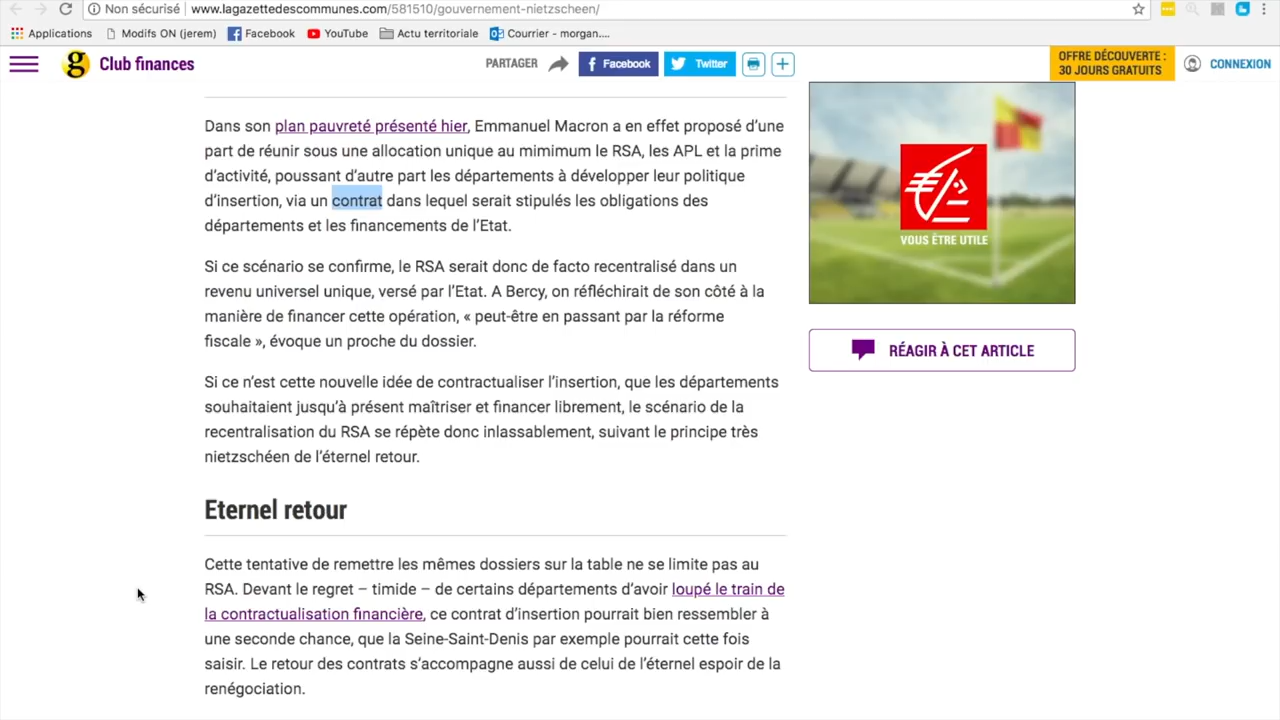 Non sécurisé
www.lagazettedescommunes.com/581510/gouvernement-nietzscheen/
Applications
Modifs ON (jerem)
Facebook
YouTube
Actu territoriale
Courrier - morgan....
g
Club finances
PARTAGER
Facebook
Twitter
OFFRE DÉCOUVERTE :
30 JOURS GRATUITS
CONNEXION
Dans son plan pauvreté présenté hier, Emmanuel Macron a en effet proposé d'une
part de réunir sous une allocation unique au mimimum le RSA, les APL et la prime
d'activité, poussant d'autre part les départements à développer leur politique
d'insertion, via un contrat dans lequel serait stipulés les obligations des
départements et les financements de l'Etat.
Si ce scénario se confirme, le RSA serait donc de facto recentralisé dans un
revenu universel unique, versé par l'Etat. A Bercy, on réfléchirait de son côté à la
manière de financer cette opération, « peut-être en passant par la réforme
fiscale », évoque un proche du dossier.
Si ce n'est cette nouvelle idée de contractualiser l'insertion, que les départements
souhaitaient jusqu'à présent maîtriser et financer librement, le scénario de la
recentralisation du RSA se répète donc inlassablement, suivant le principe très
nietzschéen de l'éternel retour.
Eternel retour
Cette tentative de remettre les mêmes dossiers sur la table ne se limite pas au
RSA. Devant le regret – timide – de certains départements d'avoir loupé le train de
la contractualisation financière, ce contrat d'insertion pourrait bien ressembler à
une seconde chance, que la Seine-Saint-Denis par exemple pourrait cette fois
saisir. Le retour des contrats s'accompagne aussi de celui de l'éternel espoir de la
renégociation.
VOUS ÊTRE UTILE
RÉAGIR À CET ARTICLE